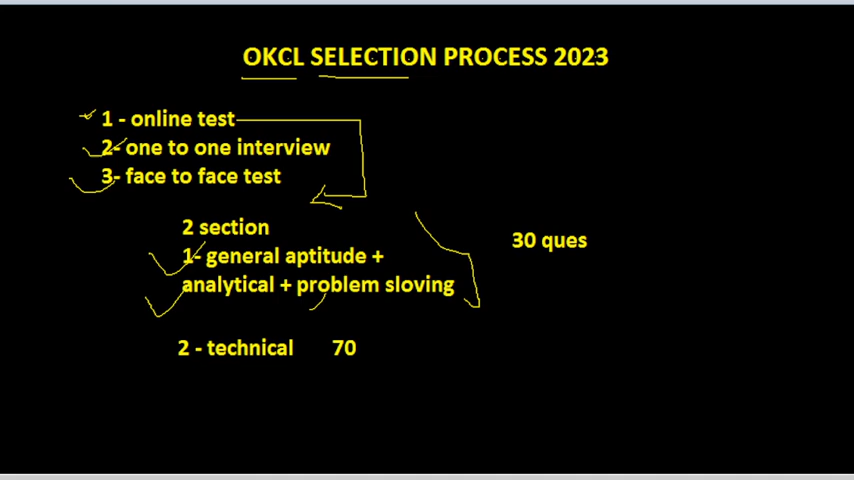 OKCL SELECTION PROCESS 2023
1 - online test
2- one to one interview
3- face to face test
2 section
1- general aptitude +
analytical + problem sloving
30 ques
2 - technical 70